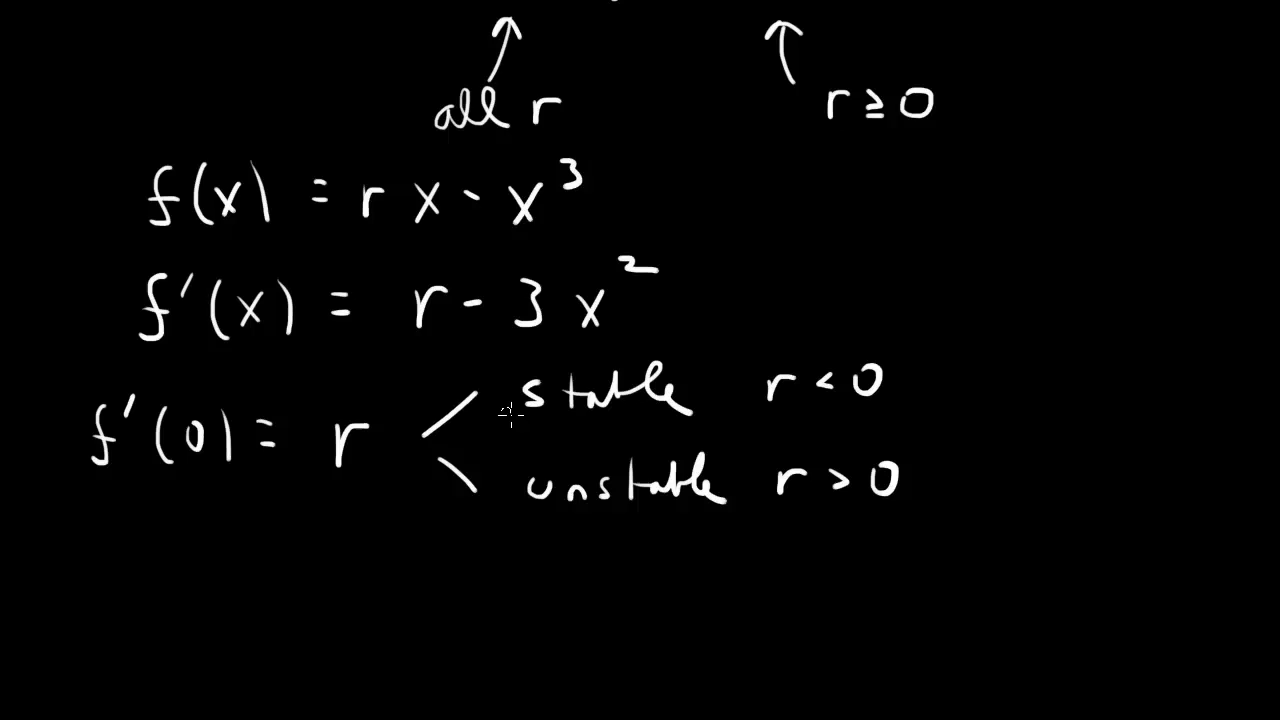 all r r ≥ 0
f(x) = r x - x³
f'(x) = r - 3 x²
stable r < 0
f'(0) = r
unstable r > 0